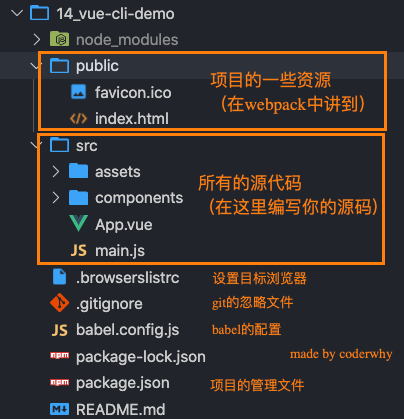 14_vue-cli-demo
node_modules
public
favicon.ico
index.html
项目的一些资源
（在webpack中讲到）
src
assets
components
App.vue
JS main.js
所有的源代码
（在这里编写你的源码）
.browserslistrc 设置目标浏览器
.gitignore git的忽略文件
JS babel.config.js babel的配置
npm package-lock.json made by coderwhy
npm package.json 项目的管理文件
README.md